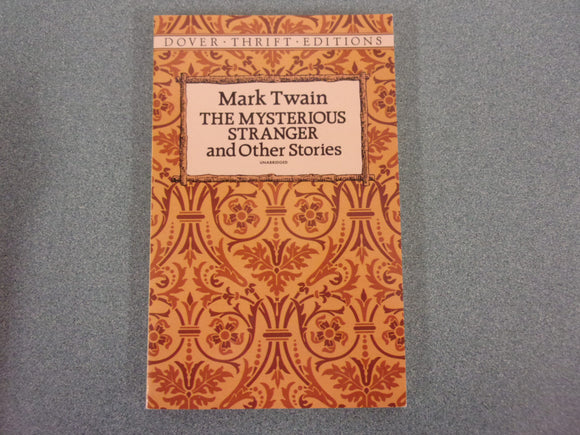 DOVER · THRIFT · EDITIONS
Mark Twain
THE MYSTERIOUS
STRANGER
and Other Stories
UNABRIDGED